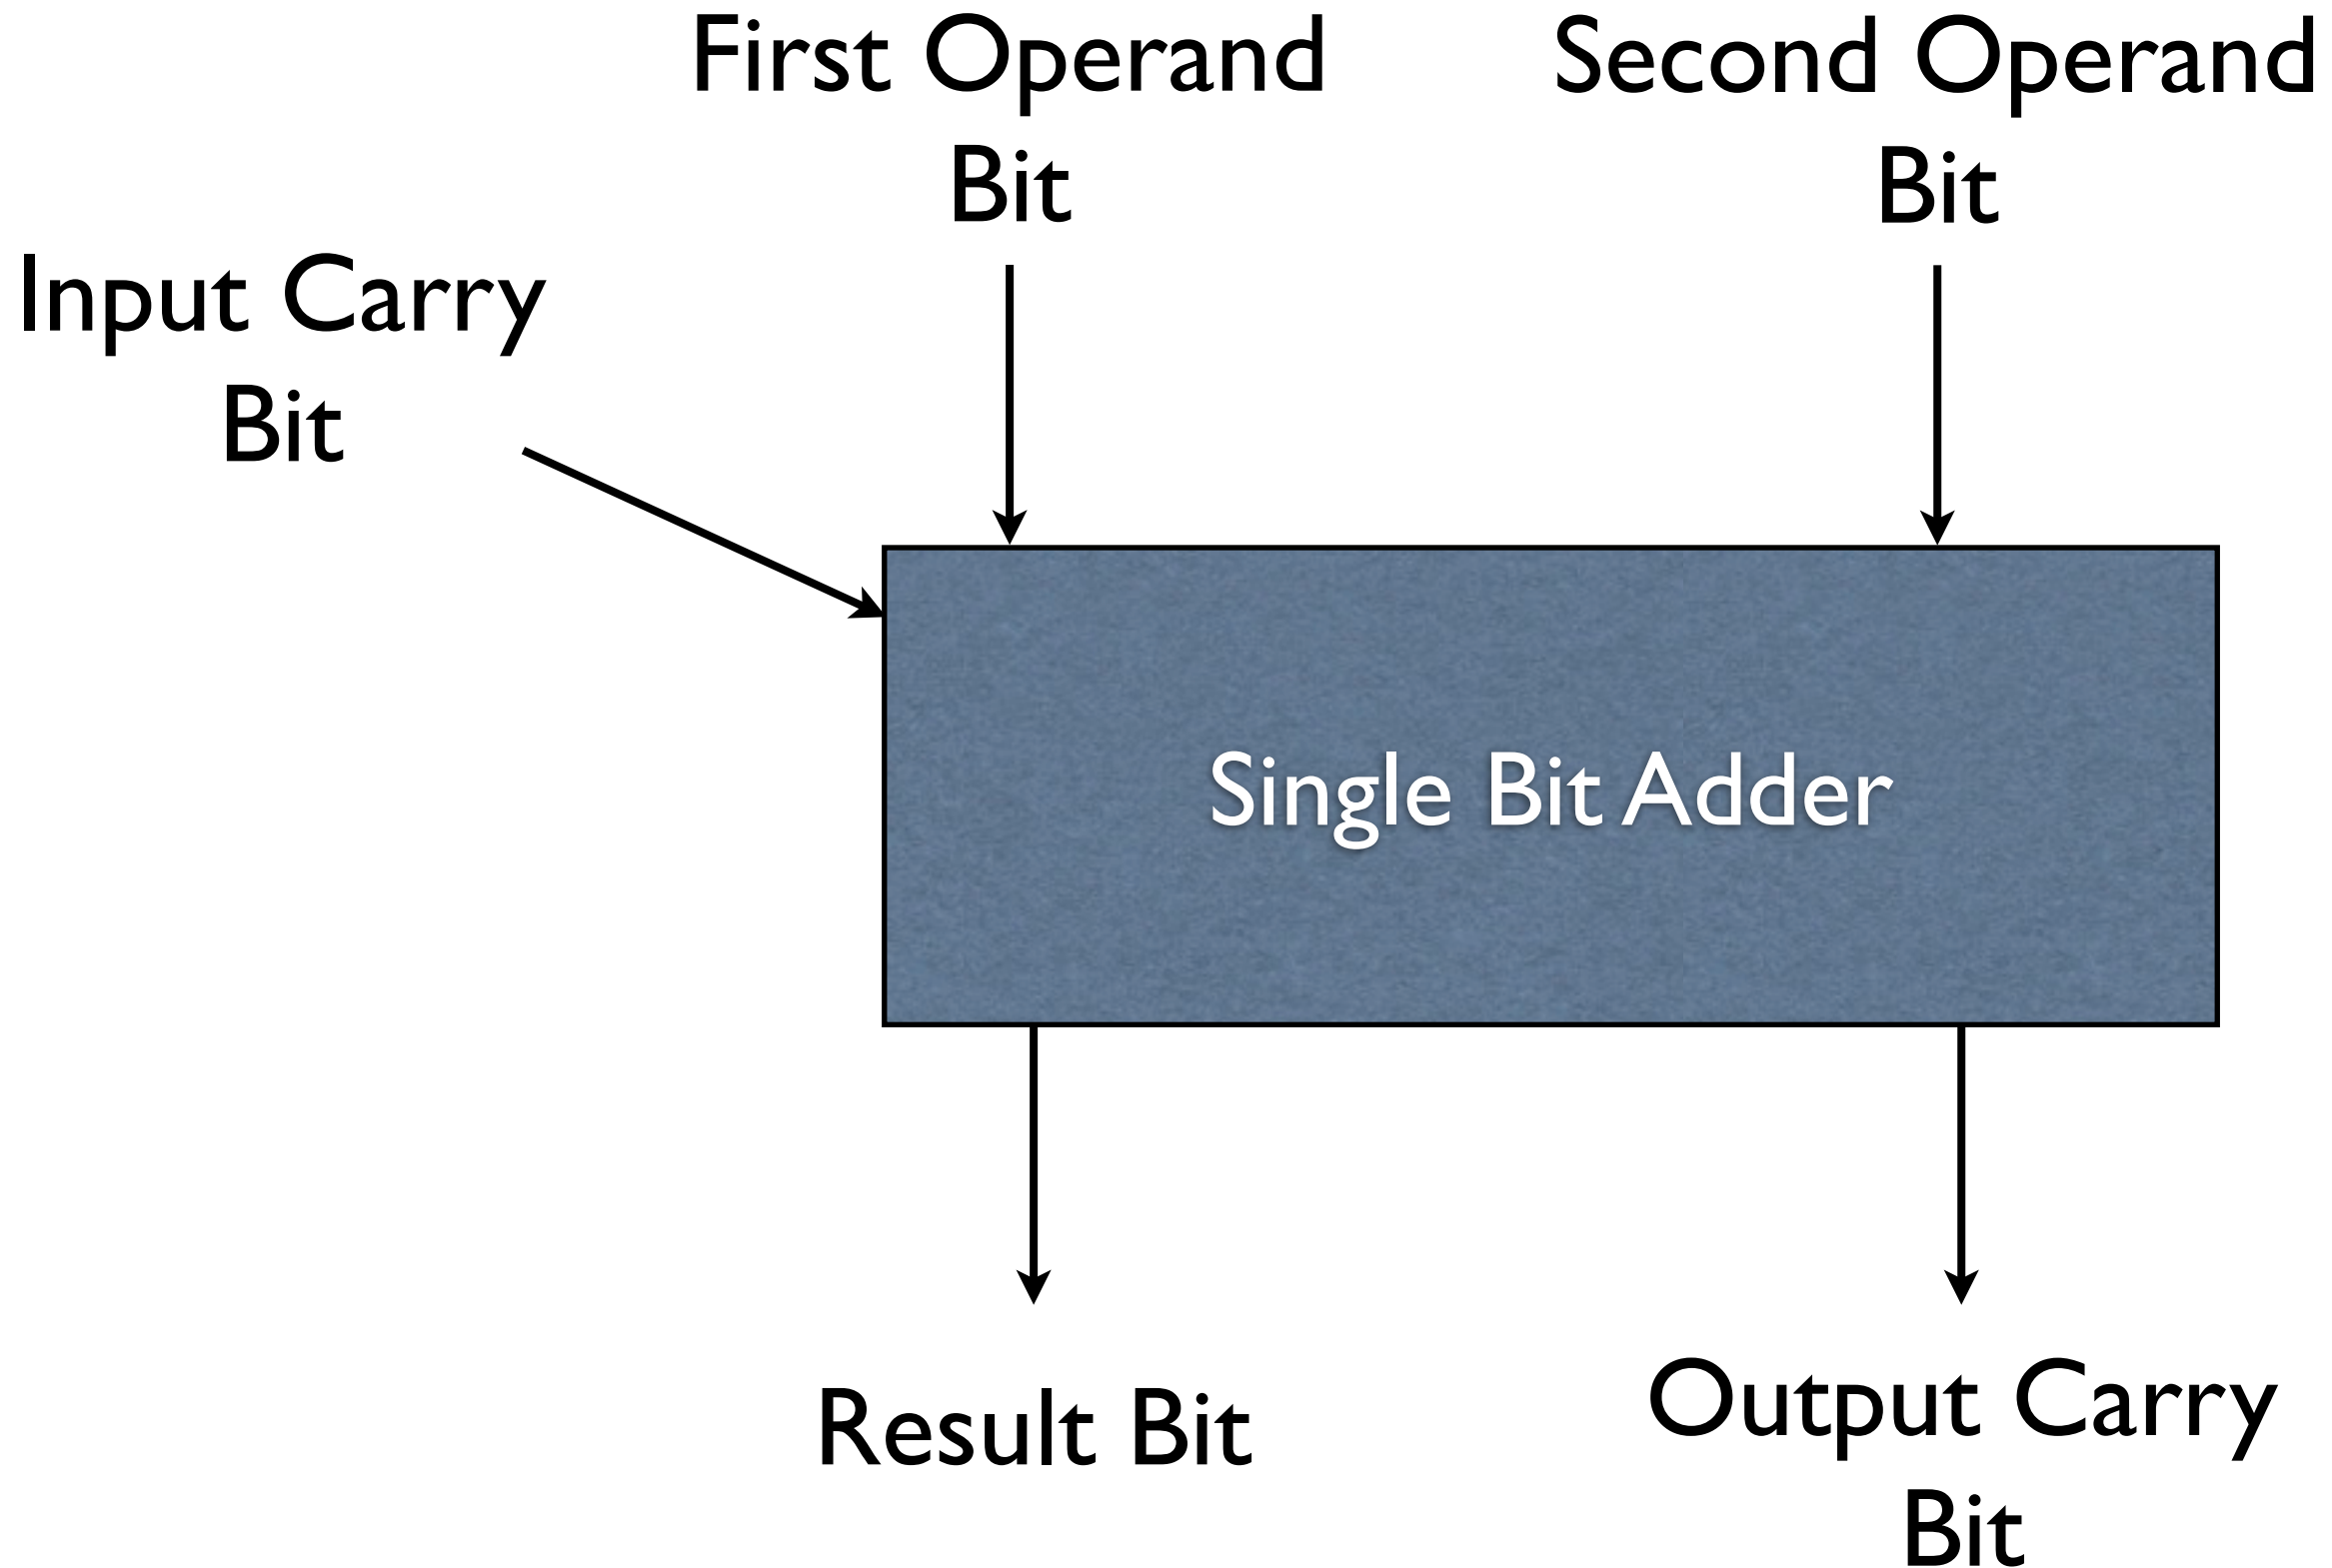 First Operand
Bit
Second Operand
Bit
Input Carry
Bit
Single Bit Adder
Result Bit
Output Carry
Bit